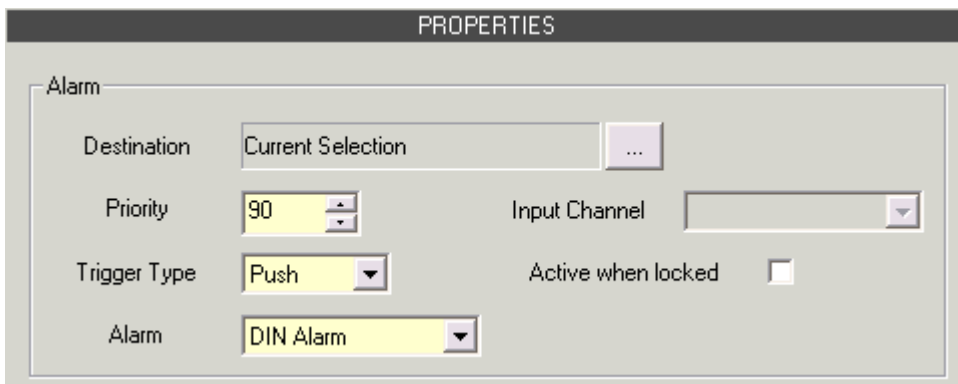 PROPERTIES
Alarm
Destination Current Selection ...
Priority 90 Input Channel
Trigger Type Push Active when locked
Alarm DIN Alarm